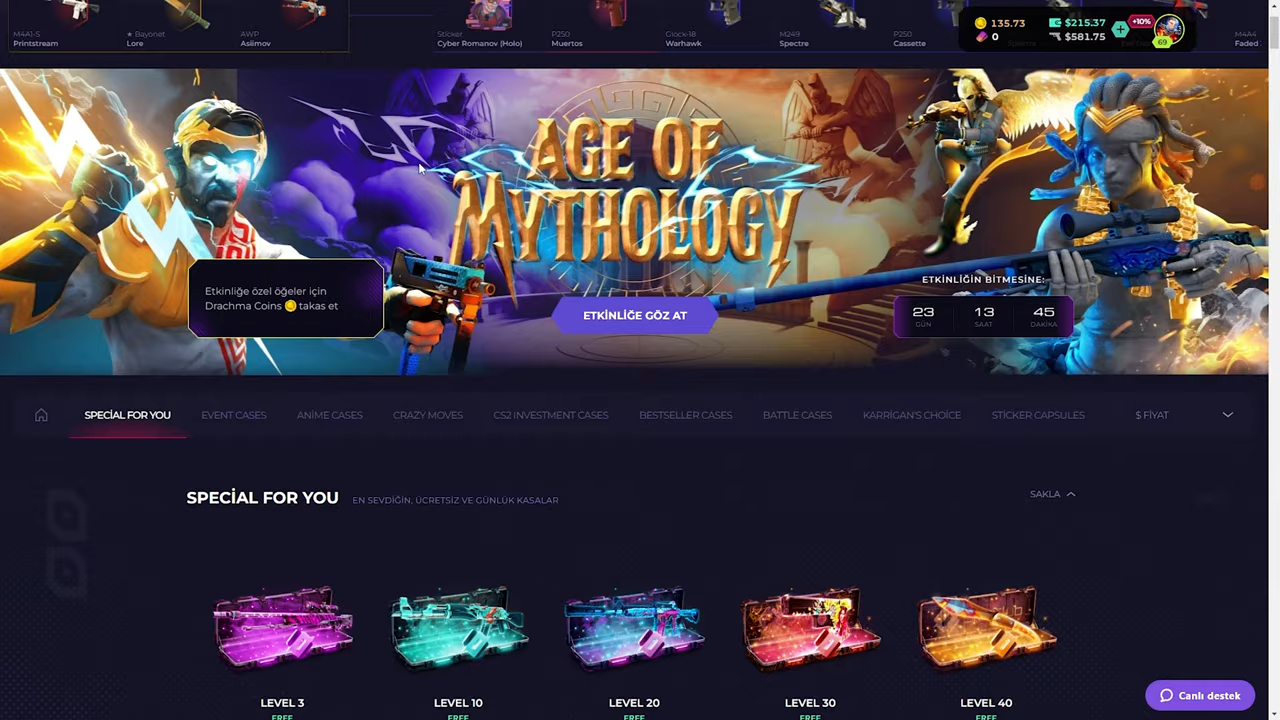 M4A1-S
Printstream
★ Bayonet
Lore
AWP
Asiimov
Sticker
Cyber Romanov (Holo)
P250
Muertos
Glock-18
Warhawk
M249
Spectre
P250
Cassette
135.73
0
$215.37
$581.75
+10%
69
M4A4
Faded
AGE OF
MYTHOLOGY
Etkinliğe özel öğeler için
Drachma Coins takas et
ETKİNLİĞE GÖZ AT
ETKİNLİĞİN BİTMESİNE:
23 13 45
GÜN SAAT DAKİKA
SPECİAL FOR YOU EVENT CASES ANİME CASES CRAZY MOVES CS2 INVESTMENT CASES BESTSELLER CASES BATTLE CASES KARRİGAN'S CHOİCE STİCKER CAPSULES $ FİYAT
SPECİAL FOR YOU EN SEVDİĞİN, ÜCRETSİZ VE GÜNLÜK KASALAR SAKLA
LEVEL 3 LEVEL 10 LEVEL 20 LEVEL 30 LEVEL 40
FREE FREE FREE FREE FREE
Canlı destek